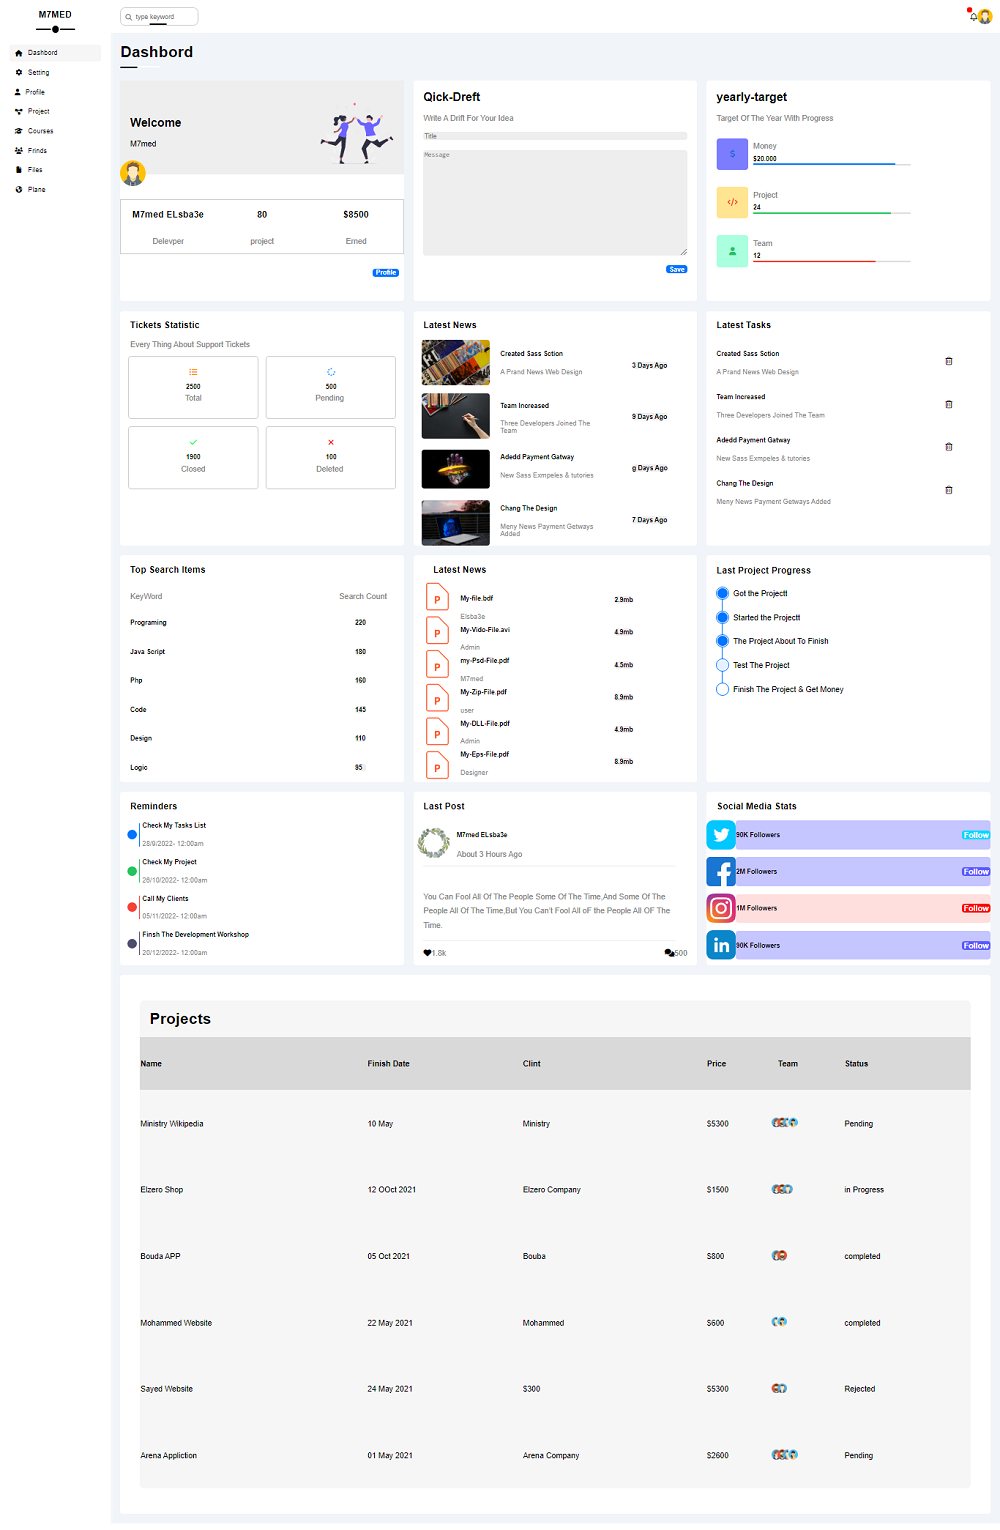 M7MED
type keyword
Dashbord
Setting
Profile
Project
Courses
Frinds
Files
Plane
Dashbord
Welcome
M7med
M7med ELsba3e
80
$8500
Delevper
project
Erned
Profile
Qick-Dreft
Write A Drift For Your Idea
Title
Message
Save
yearly-target
Target Of The Year With Progress
$
Money
$20.000
</>
Project
24
Team
12
Tickets Statistic
Every Thing About Support Tickets
2500
Total
500
Pending
1900
Closed
100
Deleted
Latest News
Created Sass Sction
A Prand News Web Design
3 Days Ago
Team Increased
Three Developers Joined The
Team
9 Days Ago
Adedd Payment Gatway
New Sass Exmpeles & tutories
g Days Ago
Chang The Design
Meny News Payment Getways
Added
7 Days Ago
Latest Tasks
Created Sass Sction
A Prand News Web Design
Team Increased
Three Developers Joined The Team
Adedd Payment Gatway
New Sass Exmpeles & tutories
Chang The Design
Meny News Payment Getways Added
Top Search Items
KeyWord
Search Count
Programing
220
Java Script
180
Php
160
Code
145
Design
110
Logic
95
Latest News
P
My-file.bdf
Elsba3e
2.9mb
P
My-Vido-File.avi
Admin
4.9mb
P
my-Psd-File.pdf
M7med
4.5mb
P
My-Zip-File.pdf
user
8.9mb
P
My-DLL-File.pdf
Admin
4.9mb
P
My-Eps-File.pdf
Designer
8.9mb
Last Project Progress
Got the Projectt
Started the Projectt
The Project About To Finish
Test The Project
Finish The Project & Get Money
Reminders
Check My Tasks List
28/9/2022- 12:00am
Check My Project
26/10/2022- 12:00am
Call My Clients
05/11/2022- 12:00am
Finsh The Development Workshop
20/12/2022- 12:00am
Last Post
M7med ELsba3e
About 3 Hours Ago
You Can Fool All Of The People Some Of The Time,And Some Of The
People All Of The Time,But You Can't Fool All oF the People All OF The
Time.
1.8k
500
Social Media Stats
90K Followers
Follow
2M Followers
Follow
1M Followers
Follow
in
90K Followers
Follow
Projects
Name
Finish Date
Clint
Price
Team
Status
Ministry Wikipedia
10 May
Ministry
$5300
Pending
Elzero Shop
12 OOct 2021
Elzero Company
$1500
in Progress
Bouda APP
05 Oct 2021
Bouba
$800
completed
Mohammed Website
22 May 2021
Mohammed
$600
completed
Sayed Website
24 May 2021
$300
$5300
Rejected
Arena Appliction
01 May 2021
Arena Company
$2600
Pending